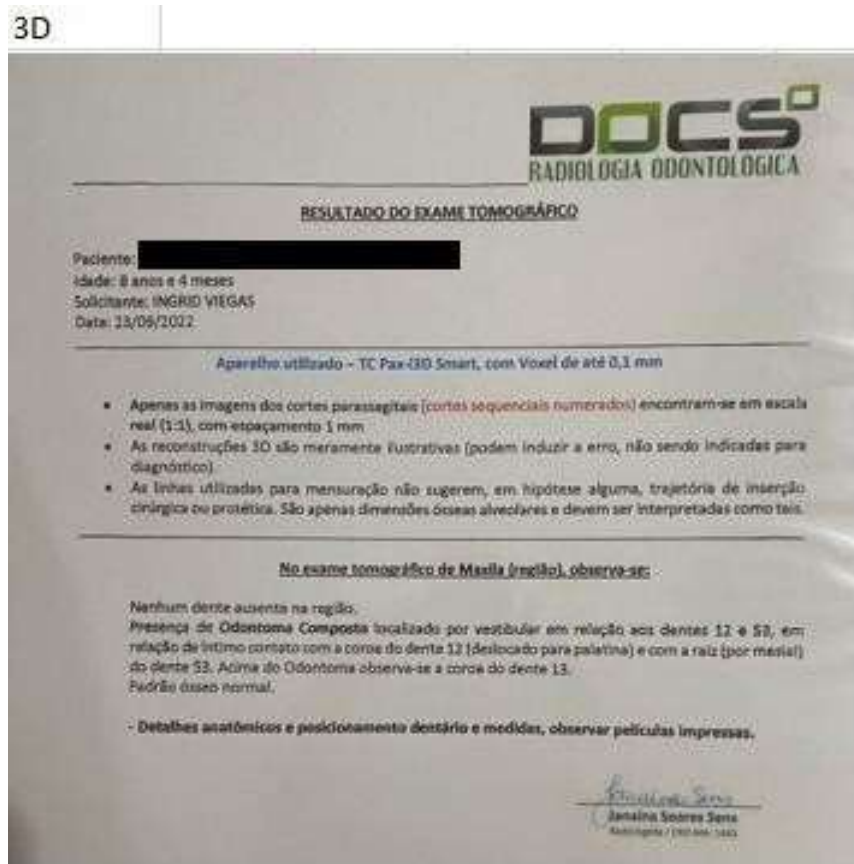 3D
DOCS
RADIOLOGIA ODONTOLÓGICA
RESULTADO DO EXAME TOMOGRÁFICO
Paciente:
Idade: 8 anos e 4 meses
Solicitante: INGRID VIEGAS
Data: 23/06/2022
Aparelho utilizado – TC Pax-i3D Smart, com Voxel de até 0,1 mm
• Apenas as imagens dos cortes parassagitais (cortes sequenciais numerados) encontram-se em escala
real (1:1), com espaçamento 1 mm
• As reconstruções 3D são meramente ilustrativas (podem induzir a erro, não sendo indicadas para
diagnóstico)
• As linhas utilizadas para mensuração não sugerem, em hipótese alguma, trajetória de inserção
cirúrgica ou protética. São apenas dimensões ósseas alveolares e devem ser interpretadas como tais.
No exame tomográfico de Maxila (região), observa-se:
Nenhum dente ausente na região.
Presença de Odontoma Composto localizado por vestibular em relação aos dentes 12 e 53, em
relação de íntimo contato com a coroa do dente 12 (deslocado para palatina) e com a raiz (por mesial)
do dente 53. Acima do Odontoma observa-se a coroa do dente 13.
Padrão ósseo normal.
- Detalhes anatômicos e posicionamento dentário e medidas, observar películas impressas.
Janaina Soares Sens
Radiologista